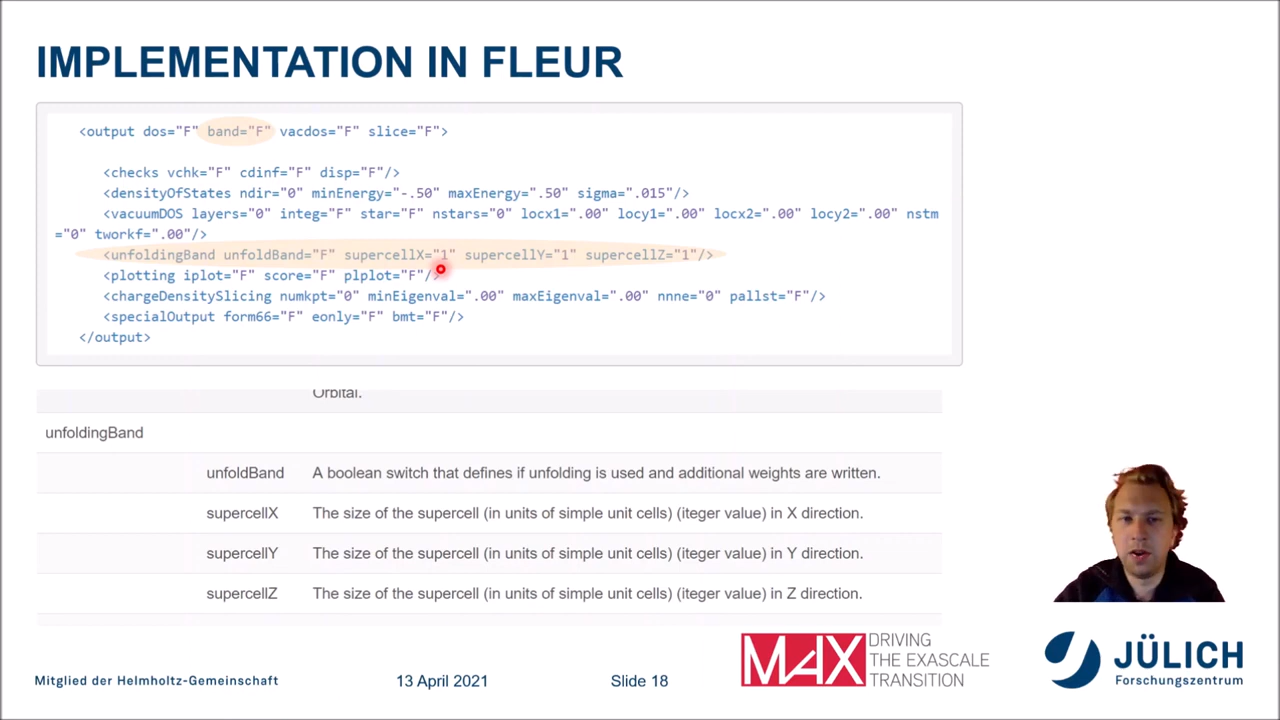 IMPLEMENTATION IN FLEUR
<output dos="F" band="F" vacdos="F" slice="F">
<checks vchk="F" cdinf="F" disp="F"/>
<densityOfStates ndir="0" minEnergy="-.50" maxEnergy=".50" sigma=".015"/>
<vacuumDOS layers="0" integ="F" star="F" nstars="0" locx1=".00" locy1=".00" locx2=".00" locy2=".00" nstm
="0" tworkf=".00"/>
<unfoldingBand unfoldBand="F" supercellX="1" supercellY="1" supercellZ="1"/>
<plotting iplot="F" score="F" plplot="F"/>
<chargeDensitySlicing numkpt="0" minEigenval=".00" maxEigenval=".00" nnne="0" pallst="F"/>
<specialOutput form66="F" eonly="F" bmt="F"/>
</output>
Orbital.
unfoldingBand
unfoldBand A boolean switch that defines if unfolding is used and additional weights are written.
supercellX The size of the supercell (in units of simple unit cells) (iteger value) in X direction.
supercellY The size of the supercell (in units of simple unit cells) (iteger value) in Y direction.
supercellZ The size of the supercell (in units of simple unit cells) (iteger value) in Z direction.
Mitglied der Helmholtz-Gemeinschaft
13 April 2021
Slide 18
MAX
DRIVING
THE EXASCALE
TRANSITION
JÜLICH
Forschungszentrum